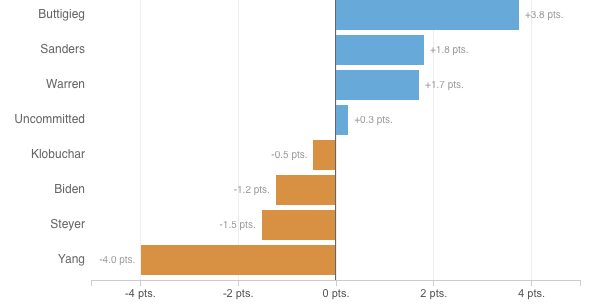 Buttigieg +3.8 pts.
Sanders +1.8 pts.
Warren +1.7 pts.
Uncommitted +0.3 pts.
Klobuchar -0.5 pts.
Biden -1.2 pts.
Steyer -1.5 pts.
Yang -4.0 pts.
-4 pts. -2 pts. 0 pts. 2 pts. 4 pts.